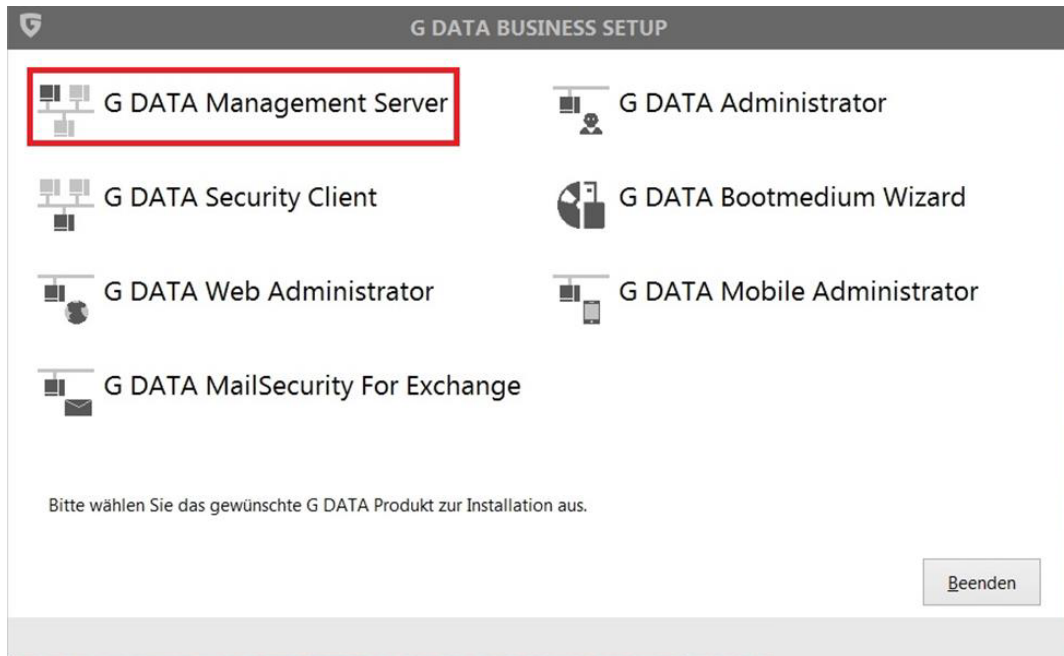 G DATA BUSINESS SETUP
G DATA Management Server
G DATA Administrator
G DATA Security Client
G DATA Bootmedium Wizard
G DATA Web Administrator
G DATA Mobile Administrator
G DATA MailSecurity For Exchange
Bitte wählen Sie das gewünschte G DATA Produkt zur Installation aus.
Beenden